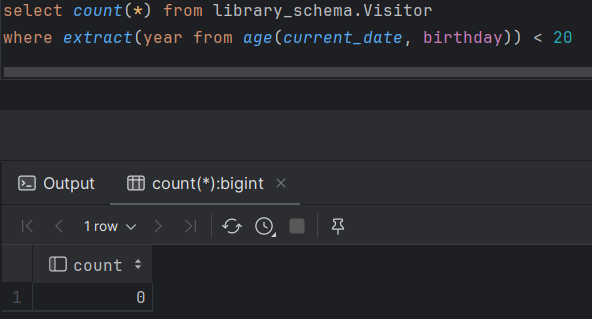 select count(*) from library_schema.Visitor
where extract(year from age(current_date, birthday)) < 20
Output
count(*):bigint
1 row
count
1 0